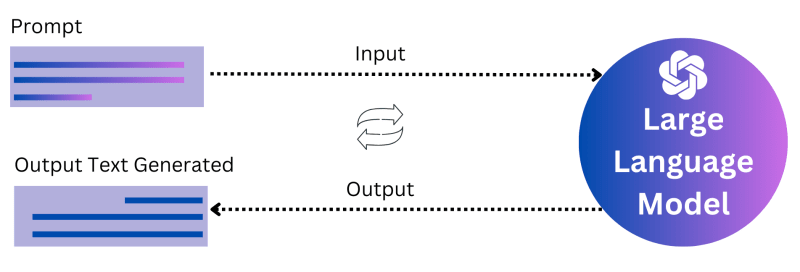 Prompt
Input
Large
Language
Model
Output Text Generated
Output